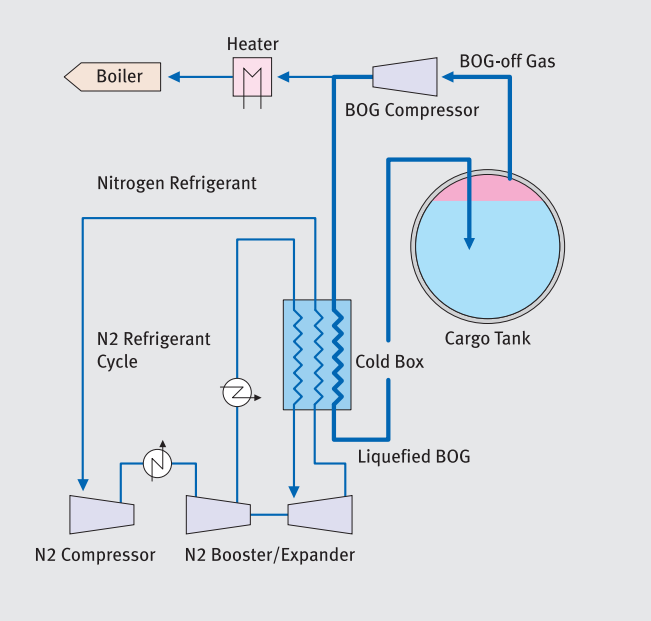 Heater
BOG-off Gas
Boiler
BOG Compressor
Nitrogen Refrigerant
N2 Refrigerant
Cycle
Cargo Tank
Cold Box
Liquefied BOG
N2 Compressor
N2 Booster/Expander